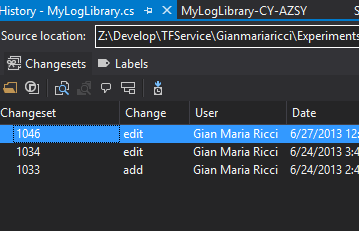 History - MyLogLibrary.cs MyLogLibrary-CY-AZSY S
Source location: Z:\Develop\TFService\Gianmariaricci\Experiments
Changesets Labels
Changeset Change User Date
1046 edit Gian Maria Ricci 6/27/2013 12:
1034 edit Gian Maria Ricci 6/24/2013 3:4
1033 add Gian Maria Ricci 6/24/2013 2:4